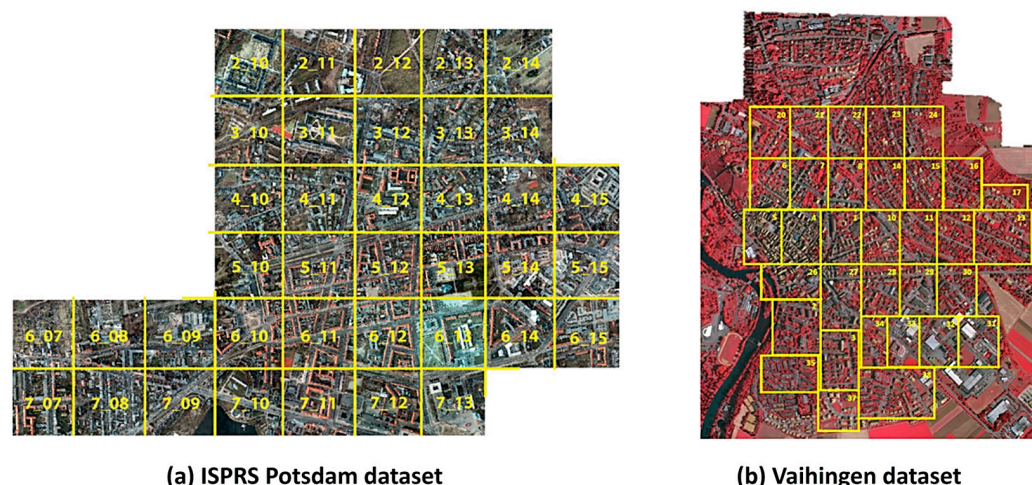 2_10 2_11 2_12 2_13 2_14
3_10 3_11 3_12 3_13 3_14
4_10 4_11 4_12 4_13 4_14 4_15
5_10 5_11 5_12 5_13 5_14 5_15
6_07 6_08 6_09 6_10 6_11 6_12 6_13 6_14 6_15
7_07 7_08 7_09 7_10 7_11 7_12 7_13
20 21 22 23 24
6 7 8 14 15 16
17
5 4 1 10 11 12 13
26 27 28 29 30
34 31
3
35
37 38
(a) ISPRS Potsdam dataset
(b) Vaihingen dataset